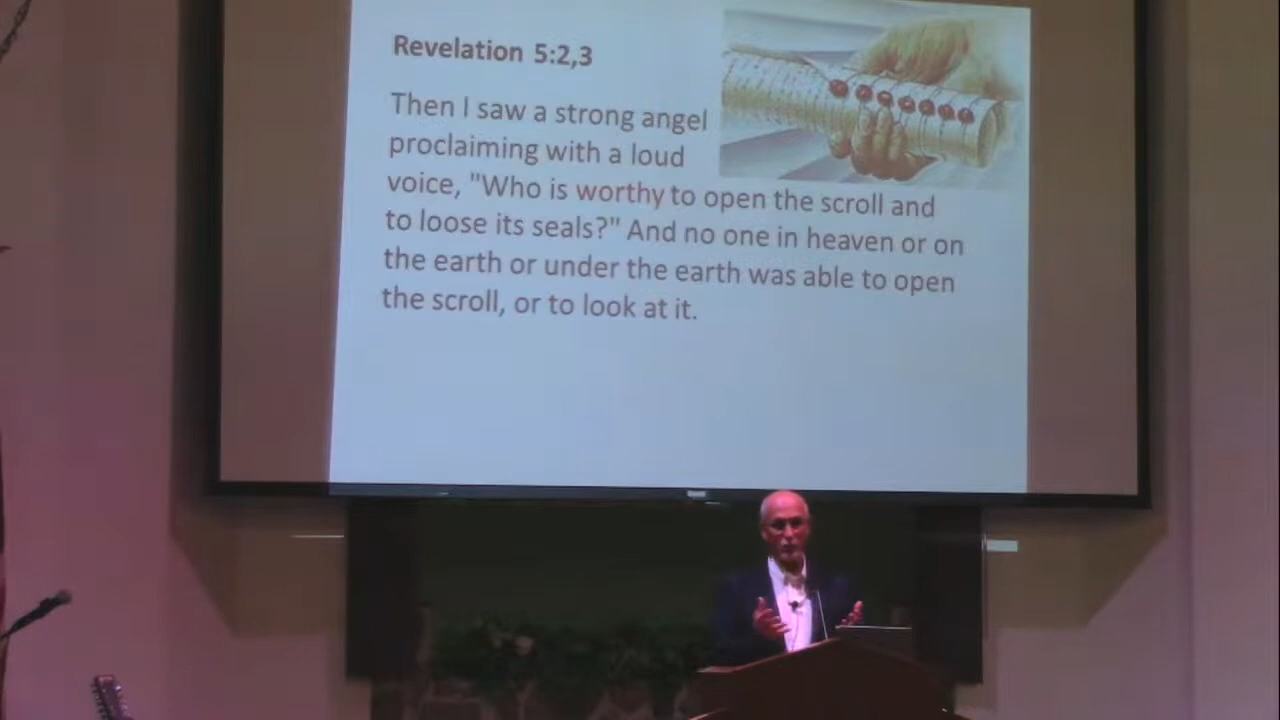 Revelation 5:2,3
Then I saw a strong angel
proclaiming with a loud
voice, "Who is worthy to open the scroll and
to loose its seals?" And no one in heaven or on
the earth or under the earth was able to open
the scroll, or to look at it.